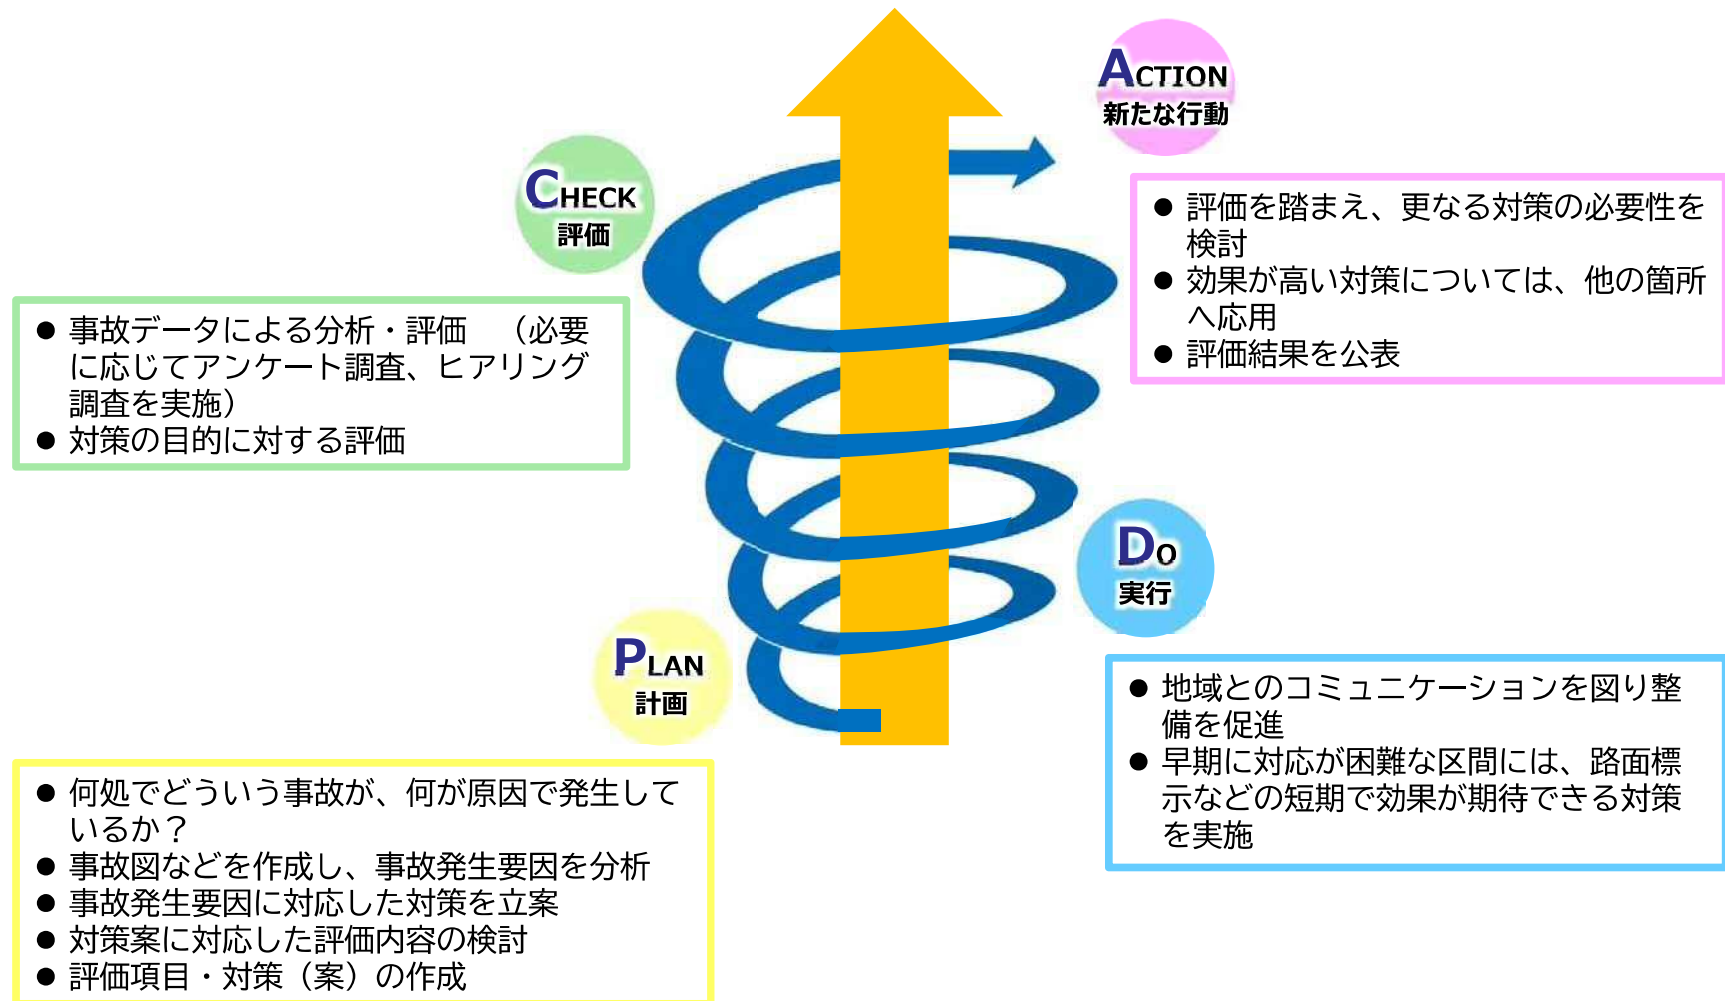 ACTION
新たな行動
● 評価を踏まえ、更なる対策の必要性を
検討
● 効果が高い対策については、他の箇所
へ応用
● 評価結果を公表
CHECK
評価
● 事故データによる分析・評価　（必要
に応じてアンケート調査、ヒアリング
調査を実施）
● 対策の目的に対する評価
DO
実行
● 地域とのコミュニケーションを図り整
備を促進
● 早期に対応が困難な区間には、路面標
示などの短期で効果が期待できる対策
を実施
PLAN
計画
● 何処でどういう事故が、何が原因で発生して
いるか？
● 事故図などを作成し、事故発生要因を分析
● 事故発生要因に対応した対策を立案
● 対策案に対応した評価内容の検討
● 評価項目・対策（案）の作成